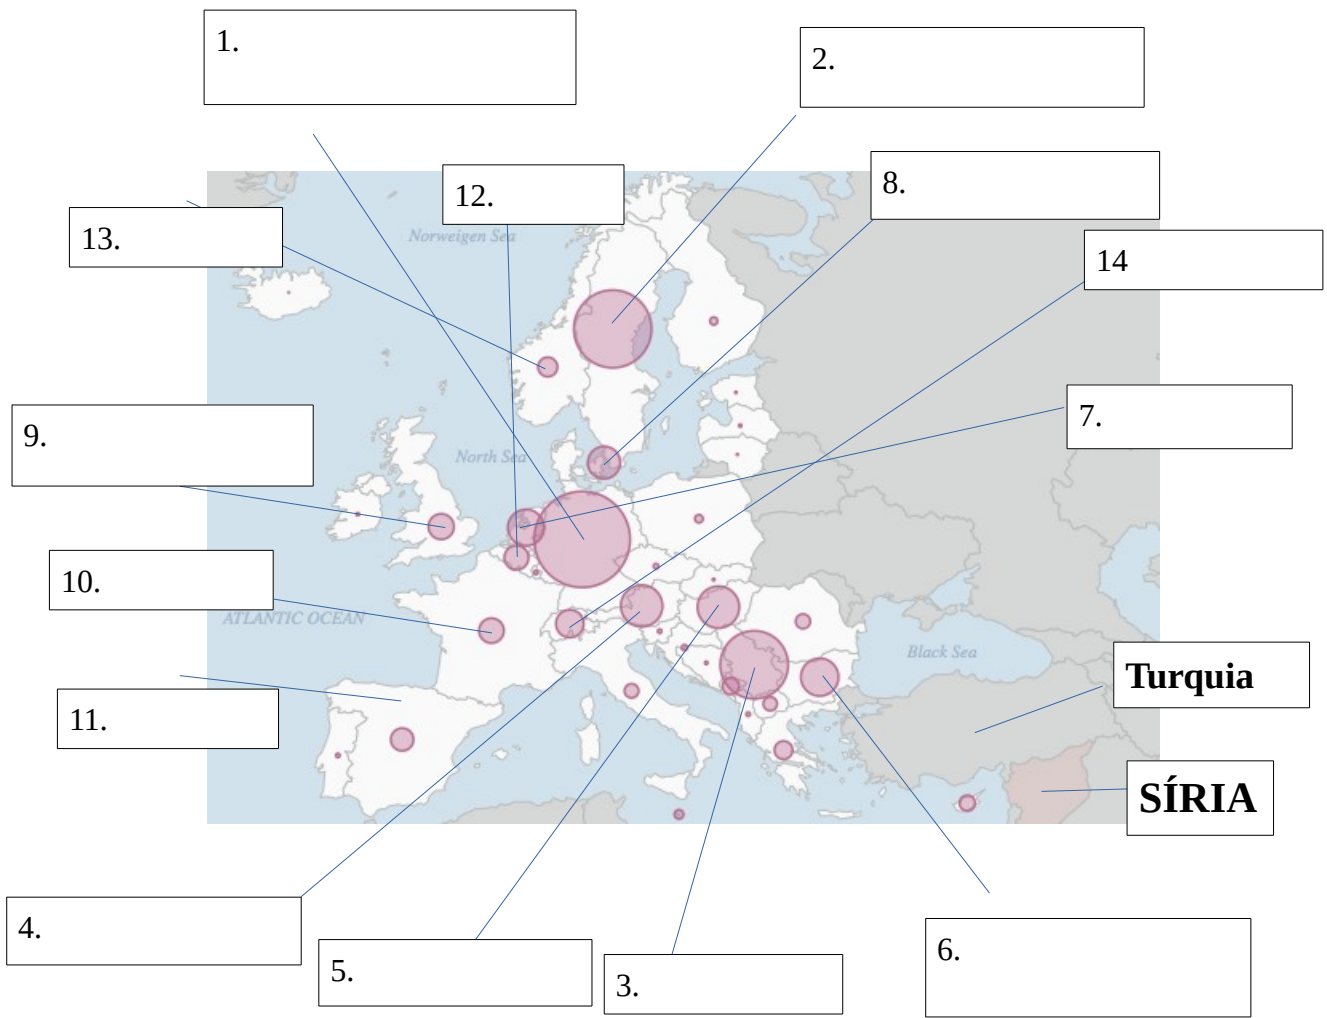 1.
2.
12.
8.
13.
Norweigen Sea
14
9.
North Sea
7.
10.
ATLANTIC OCEAN
Black Sea
Turquia
11.
SÍRIA
4.
5.
3.
6.